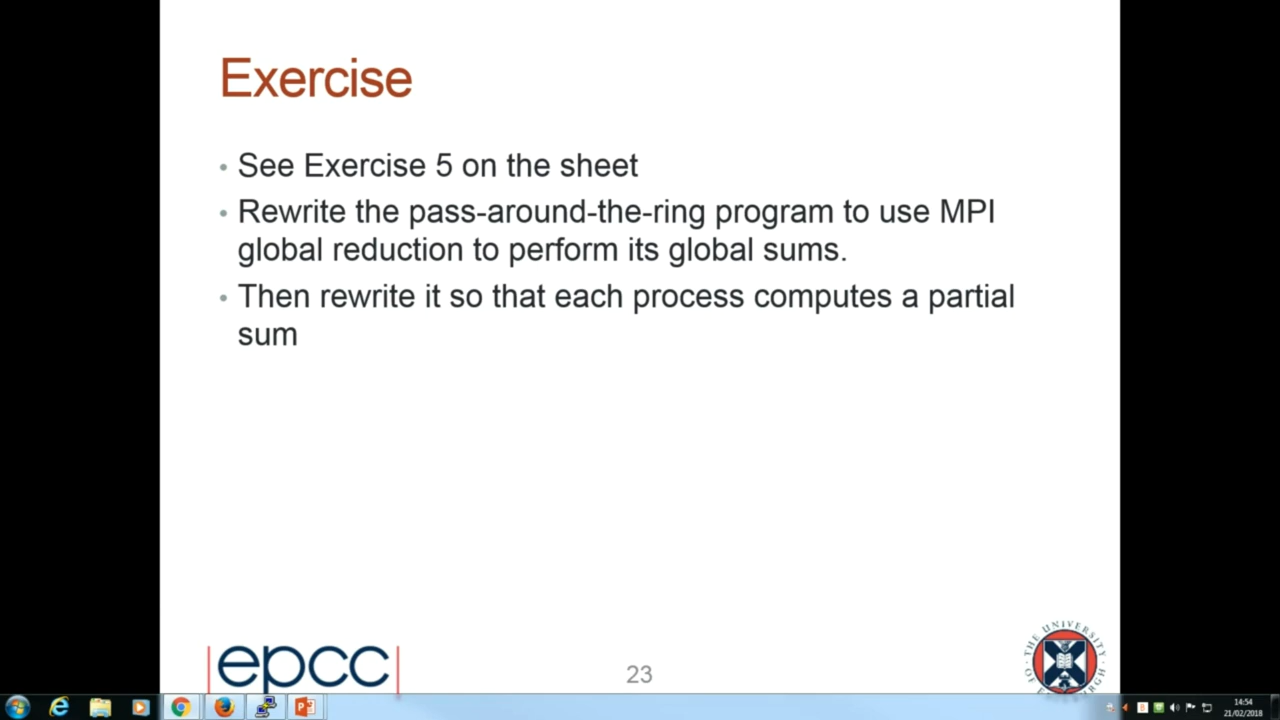 Exercise
• See Exercise 5 on the sheet
• Rewrite the pass-around-the-ring program to use MPI
global reduction to perform its global sums.
• Then rewrite it so that each process computes a partial
sum
|epcc|
23
THE UNIVERSITY
14:54
21/02/2018